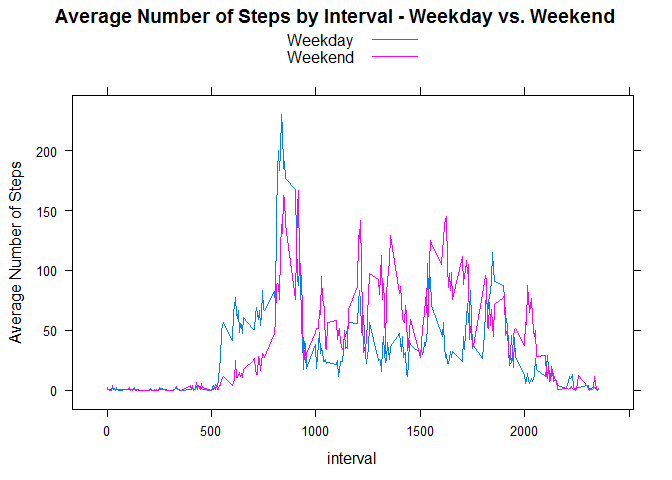 Average Number of Steps by Interval - Weekday vs. Weekend
Weekday
Weekend
Average Number of Steps
200
150
100
50
0
0 500 1000 1500 2000
interval